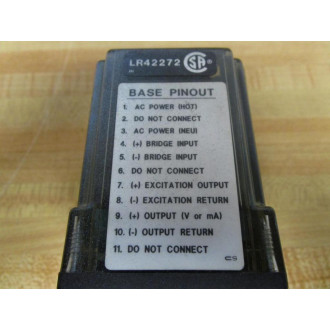 LR42272 SA®
BASE PINOUT
1. AC POWER (HOT)
2. DO NOT CONNECT
3. AC POWER (NEU)
4. (+) BRIDGE INPUT
5. (-) BRIDGE INPUT
6. DO NOT CONNECT
7. (+) EXCITATION OUTPUT
8. (-) EXCITATION RETURN
9. (+) OUTPUT (V or mA)
10. (-) OUTPUT RETURN
11. DO NOT CONNECT